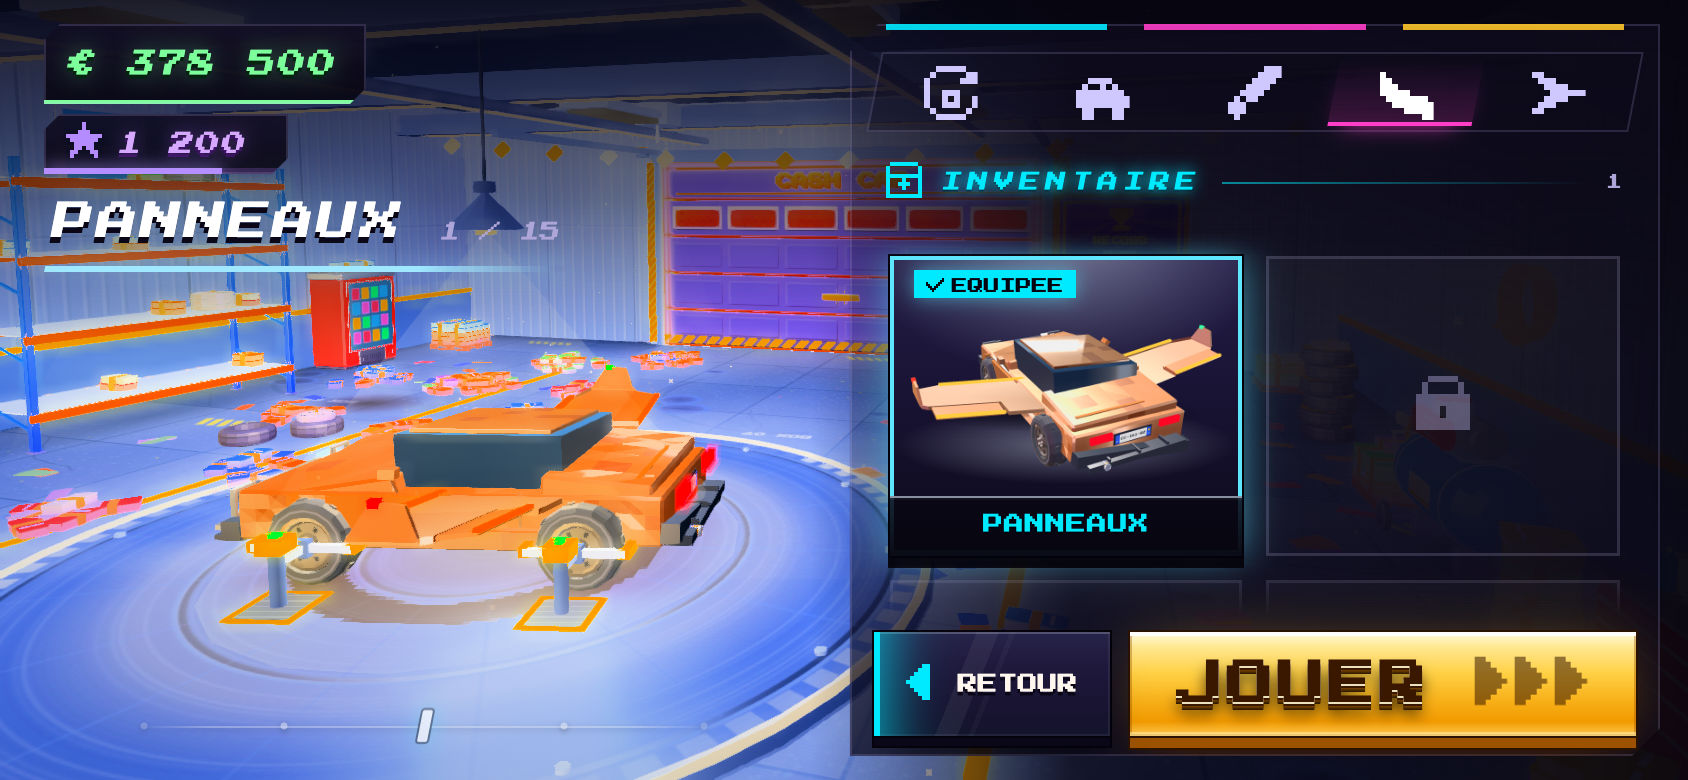 € 378 500
1 200
PANNEAUX 1 / 15
INVENTAIRE 1
EQUIPEE
PANNEAUX
RETOUR
JOUER